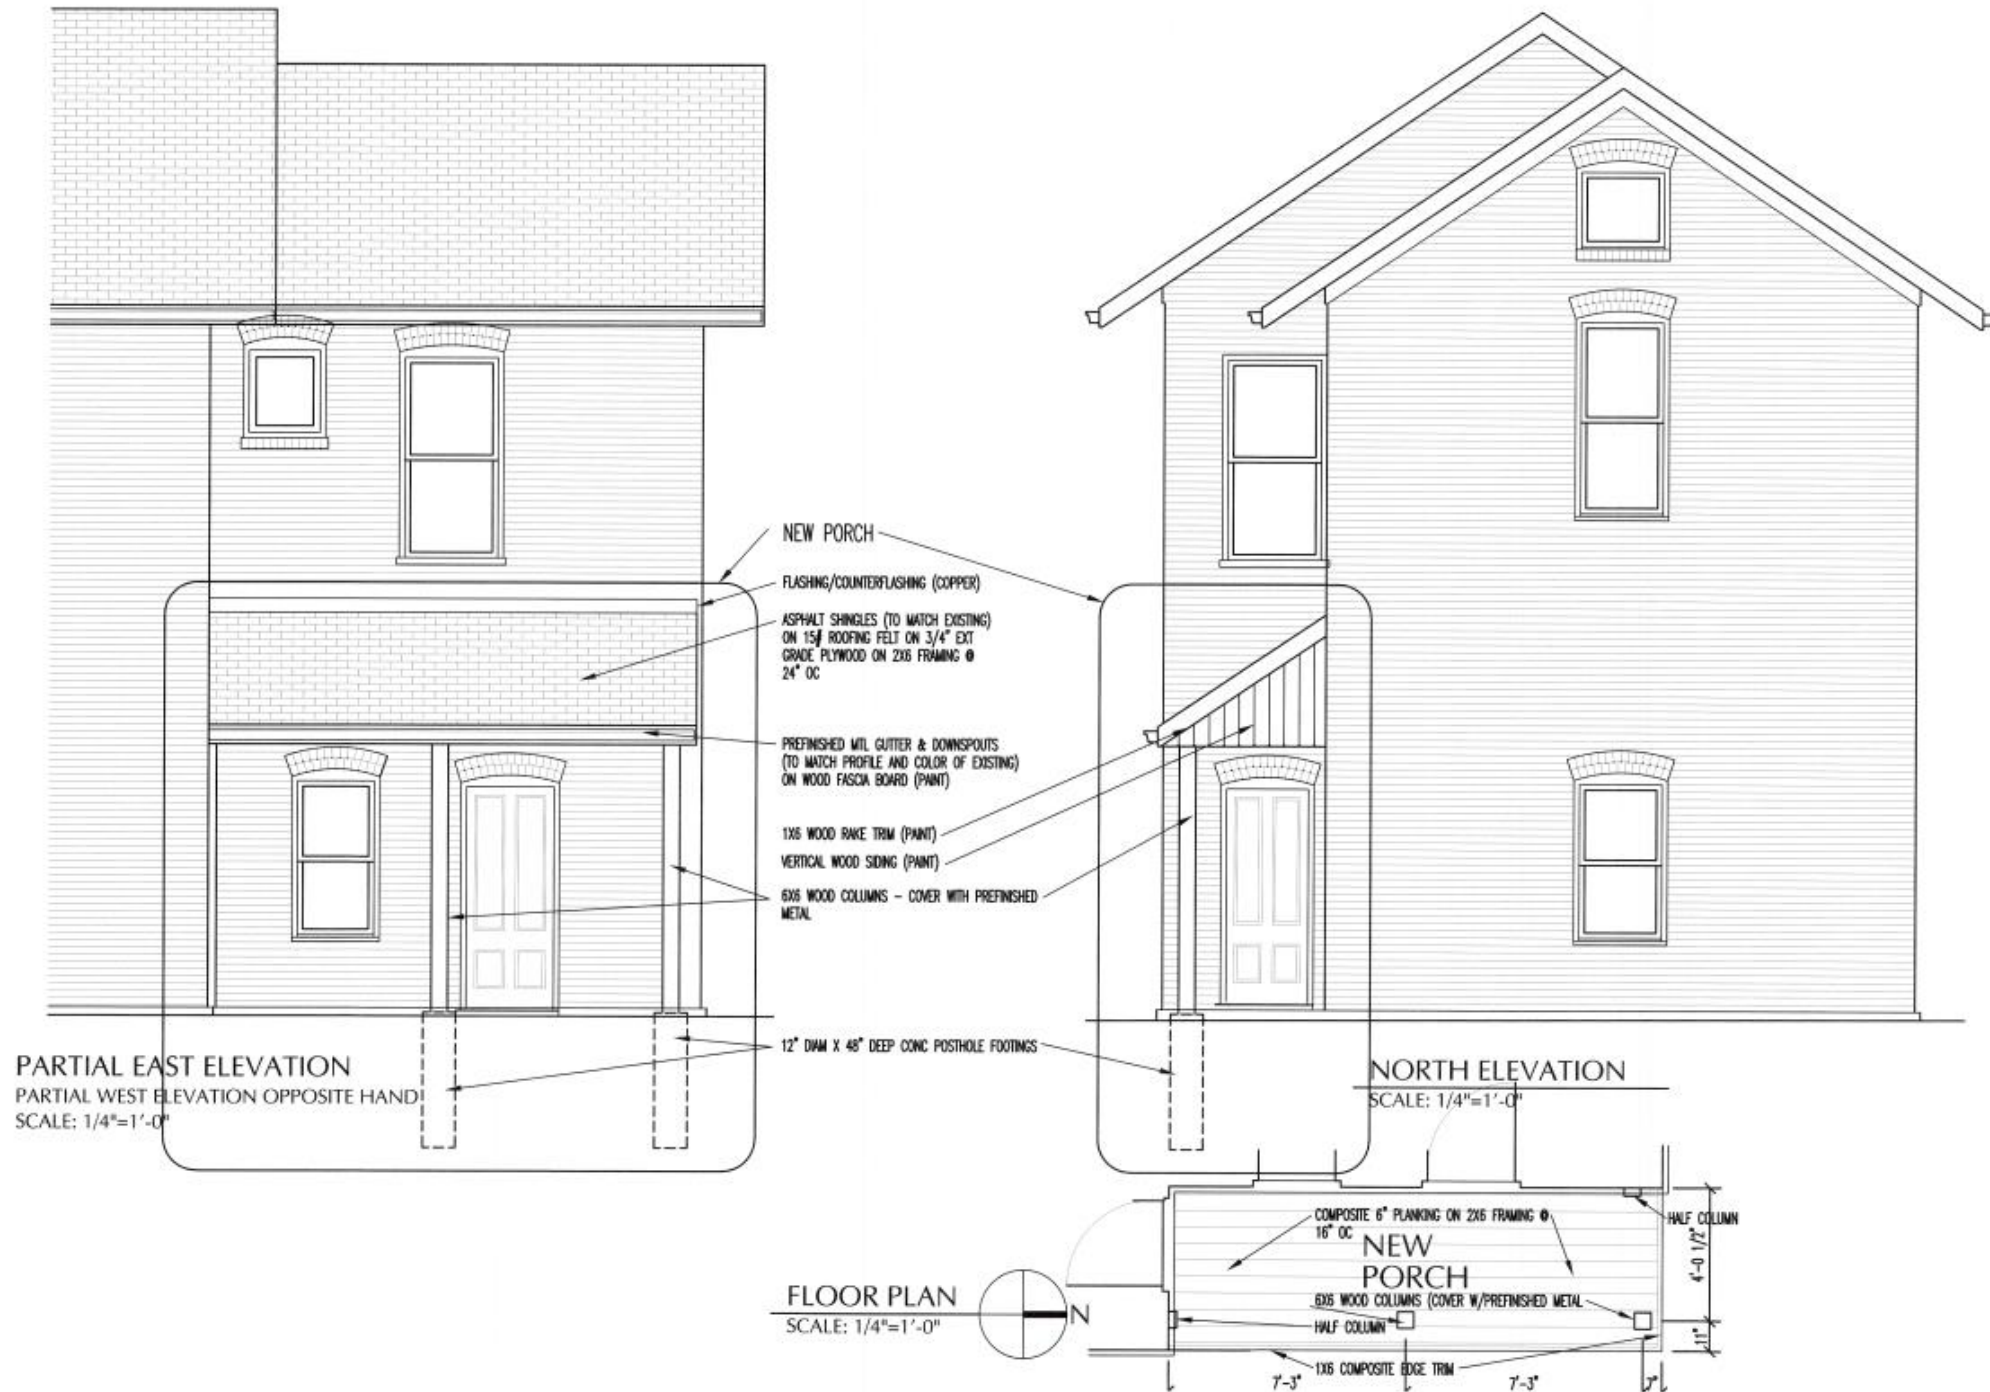 NEW PORCH
FLASHING/COUNTERFLASHING (COPPER)
ASPHALT SHINGLES (TO MATCH EXISTING)
ON 15# ROOFING FELT ON 3/4" EXT
GRADE PLYWOOD ON 2X6 FRAMING @
24" OC
PREFINISHED MTL GUTTER & DOWNSPOUTS
(TO MATCH PROFILE AND COLOR OF EXISTING)
ON WOOD FASCIA BOARD (PAINT)
1X6 WOOD RAKE TRIM (PAINT)
VERTICAL WOOD SIDING (PAINT)
6X6 WOOD COLUMNS - COVER WITH PREFINISHED
METAL
12" DIAM X 48" DEEP CONC POSTHOLE FOOTINGS
PARTIAL EAST ELEVATION
PARTIAL WEST ELEVATION OPPOSITE HAND
SCALE: 1/4"=1'-0"
NORTH ELEVATION
SCALE: 1/4"=1'-0"
COMPOSITE 6" PLANKING ON 2X6 FRAMING @
16" OC
HALF COLUMN
NEW
PORCH
4'-0 1/2"
6X6 WOOD COLUMNS (COVER W/PREFINISHED METAL
HALF COLUMN
11"
1X6 COMPOSITE EDGE TRIM
7'-3"
7'-3"
7"
FLOOR PLAN
SCALE: 1/4"=1'-0"
N